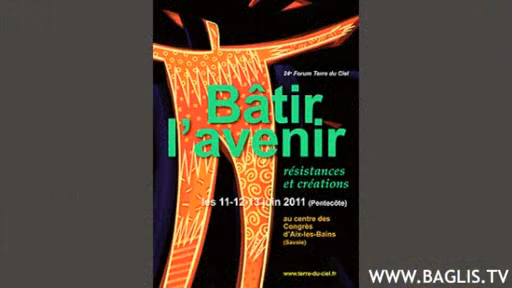 24e Forum Terre du Ciel
Bâtir
l'avenir
résistances
et créations
les 11-12-13 juin 2011 (Pentecôte)
au centre des
Congrès
d'Aix-les-Bains
(Savoie)
www.terre-du-ciel.fr
WWW.BAGLIS.TV